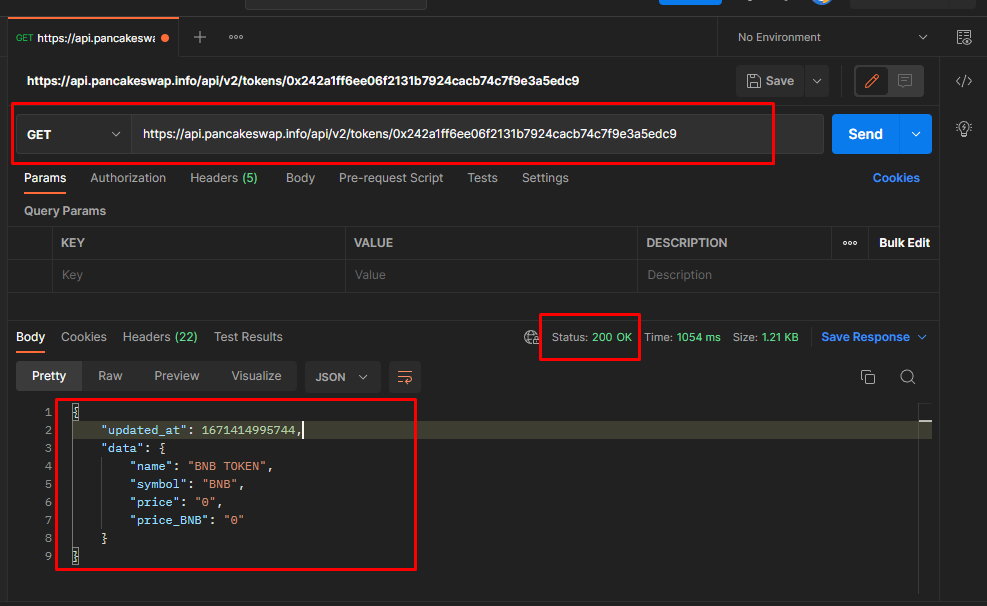 GET https://api.pancakeswa
No Environment
https://api.pancakeswap.info/api/v2/tokens/0x242a1ff6ee06f2131b7924cacb74c7f9e3a5edc9
Save
GET https://api.pancakeswap.info/api/v2/tokens/0x242a1ff6ee06f2131b7924cacb74c7f9e3a5edc9 Send
Params Authorization Headers (5) Body Pre-request Script Tests Settings Cookies
Query Params
KEY VALUE DESCRIPTION Bulk Edit
Key Value Description
Body Cookies Headers (22) Test Results Status: 200 OK Time: 1054 ms Size: 1.21 KB Save Response
Pretty Raw Preview Visualize JSON
1 {
2 "updated_at": 1671414995744,
3 "data": {
4 "name": "BNB TOKEN",
5 "symbol": "BNB",
6 "price": "0",
7 "price_BNB": "0"
8 }
9 }